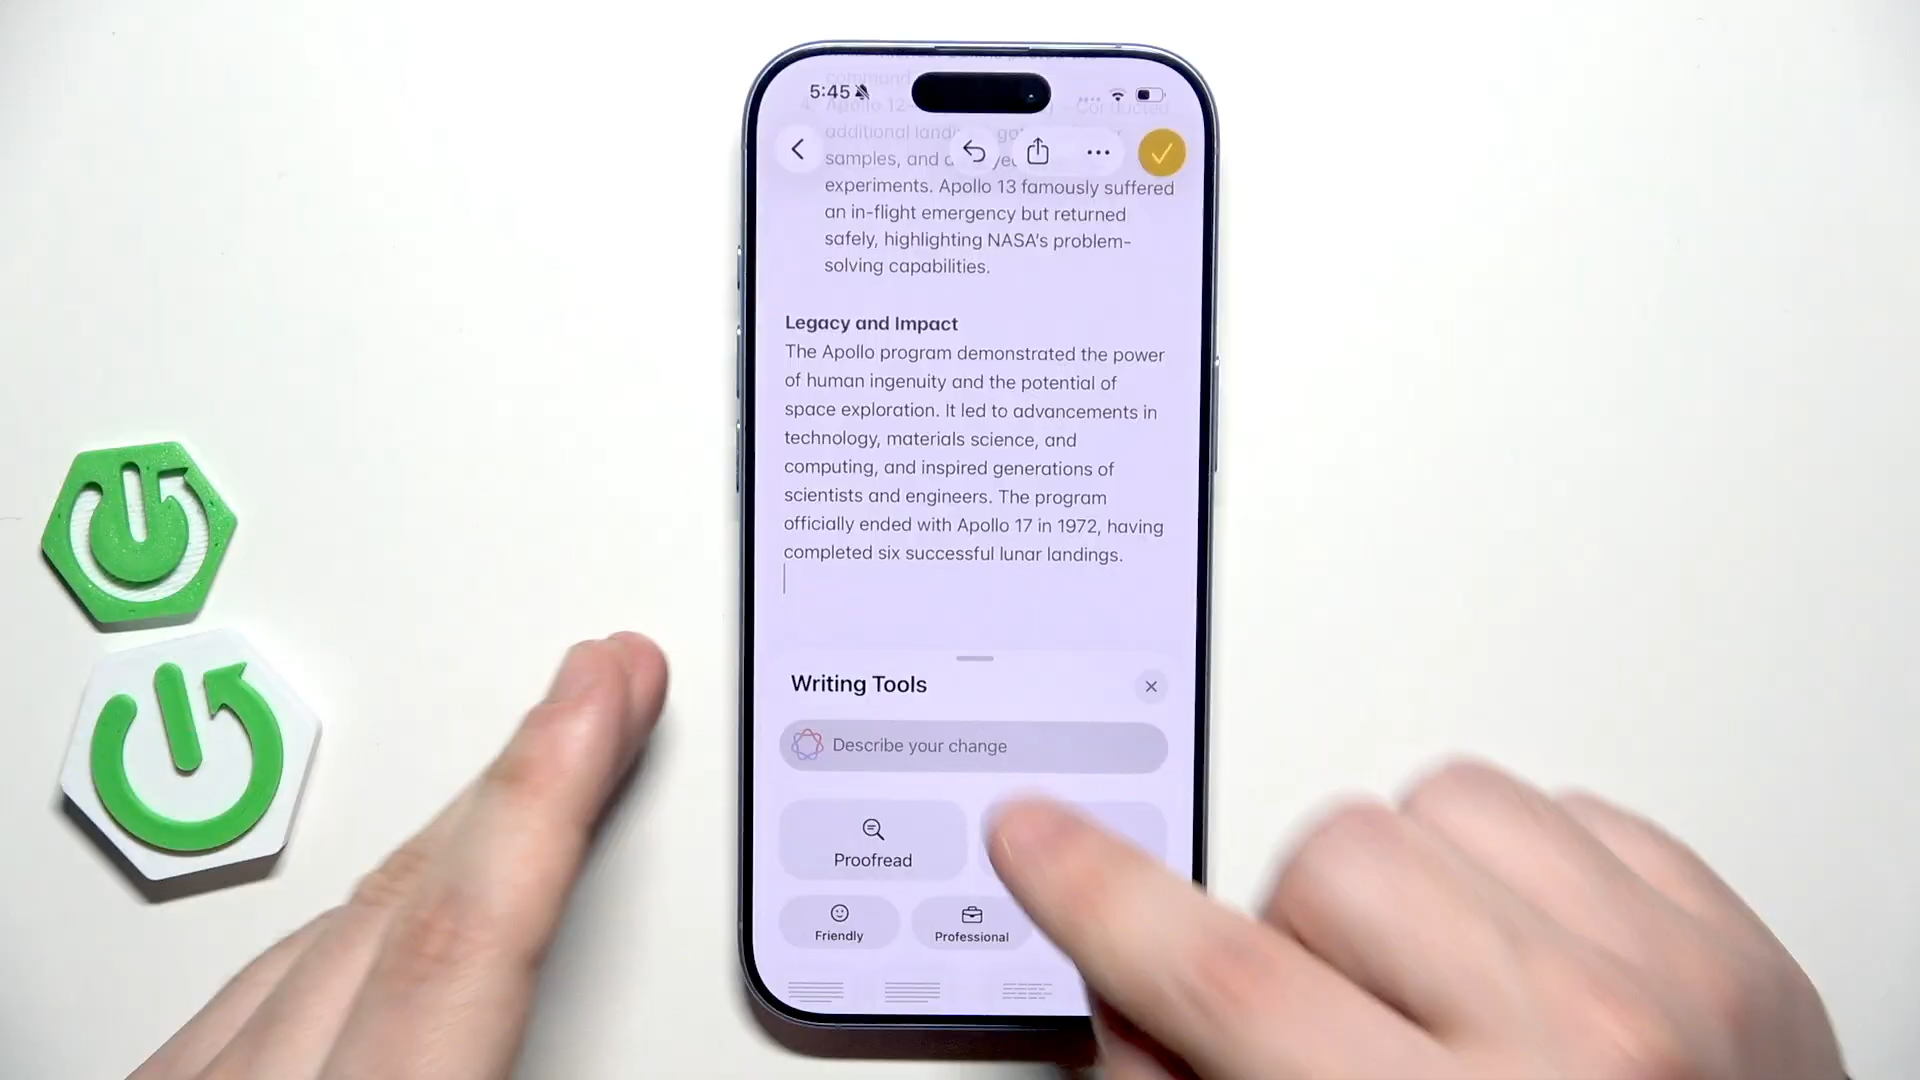 5:45
command
4. Apollo 12-
additional
samples, and
experiments. Apollo 13 famously suffered
an in-flight emergency but returned
safely, highlighting NASA's problem-
solving capabilities.
Legacy and Impact
The Apollo program demonstrated the power
of human ingenuity and the potential of
space exploration. It led to advancements in
technology, materials science, and
computing, and inspired generations of
scientists and engineers. The program
officially ended with Apollo 17 in 1972, having
completed six successful lunar landings.
Writing Tools
Describe your change
Proofread
Friendly
Professional